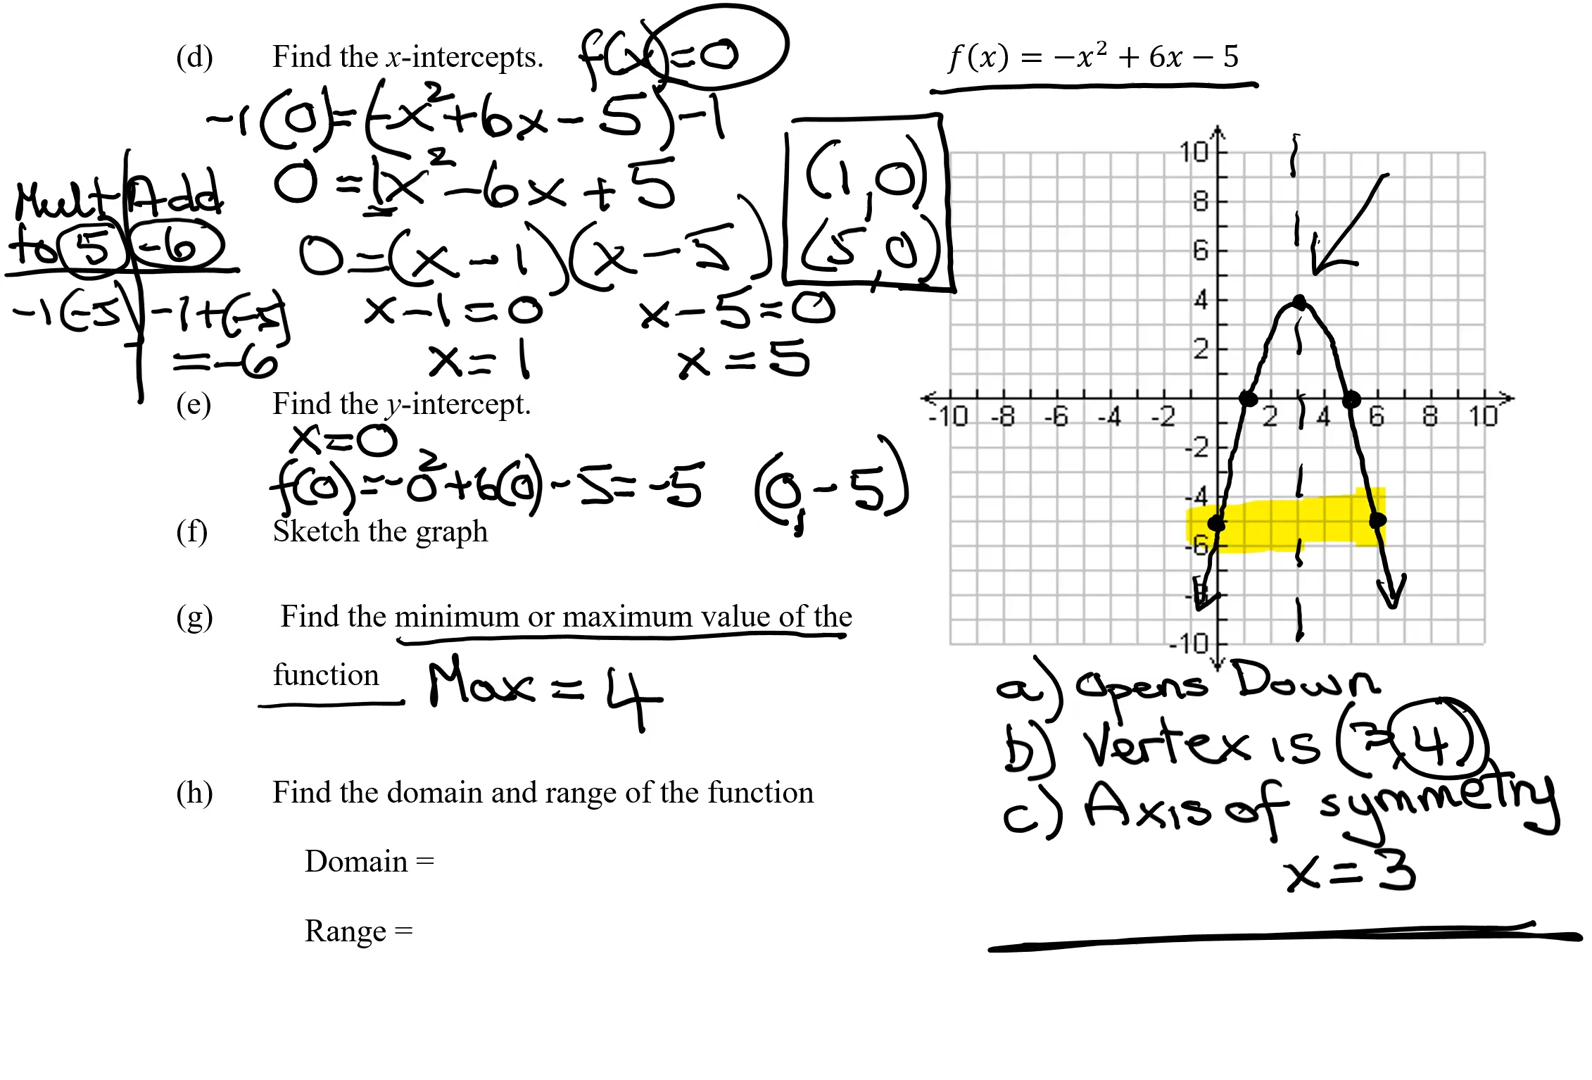 (d) Find the x-intercepts. f(x)=0
-1(0)=(-x²+6x-5)-1
0=1x²-6x+5
Mult Add
to 5 -6
0=(x-1)(x-5)
-1(-5) -1+(-5)
=-6
x-1=0 x-5=0
x=1 x=5
(1,0)
(5,0)
(e) Find the y-intercept.
x=0
f(0)=-0²+6(0)-5=-5 (0,-5)
(f) Sketch the graph
(g) Find the minimum or maximum value of the
function Max = 4
(h) Find the domain and range of the function
Domain =
Range =
f(x) = −x² + 6x − 5
10
8
6
4
2
-10 -8 -6 -4 -2 2 4 6 8 10
-2
-4
-6
-8
-10
a) Opens Down
b) Vertex is (3,4)
c) Axis of symmetry
x=3